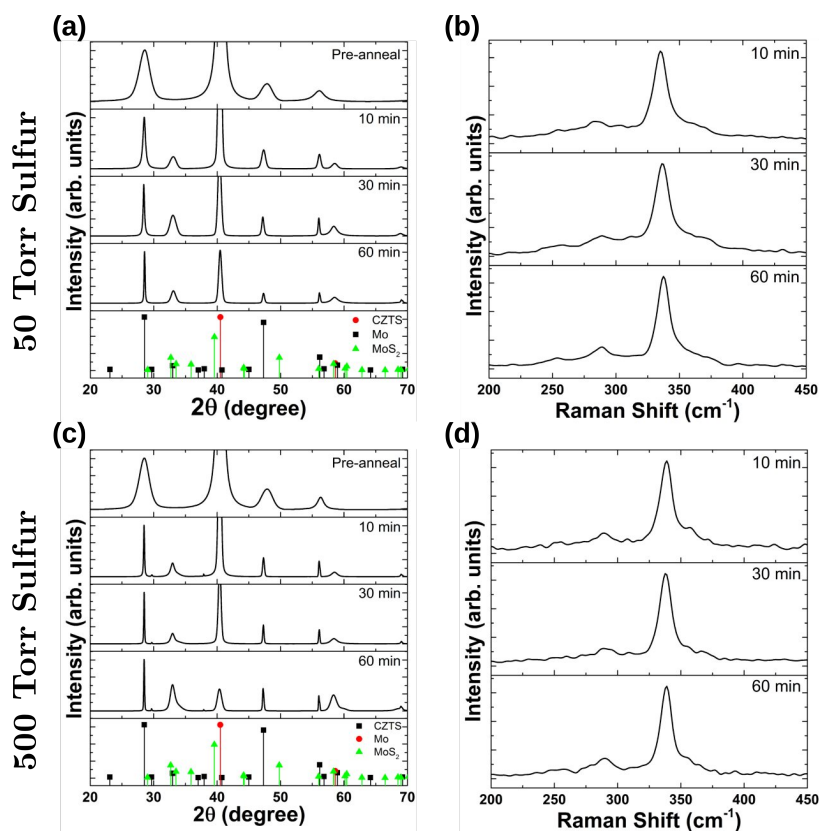 (a)
(b)
50 Torr Sulfur
Intensity (arb. units)
Pre-anneal
10 min
30 min
60 min
CZTS
Mo
MoS2
20 30 40 50 60 70
2θ (degree)
Intensity (arb. units)
10 min
30 min
60 min
200 250 300 350 400 450
Raman Shift (cm-1)
(c)
(d)
500 Torr Sulfur
Intensity (arb. units)
Pre-anneal
10 min
30 min
60 min
CZTS
Mo
MoS2
20 30 40 50 60 70
2θ (degree)
Intensity (arb. units)
10 min
30 min
60 min
200 250 300 350 400 450
Raman Shift (cm-1)